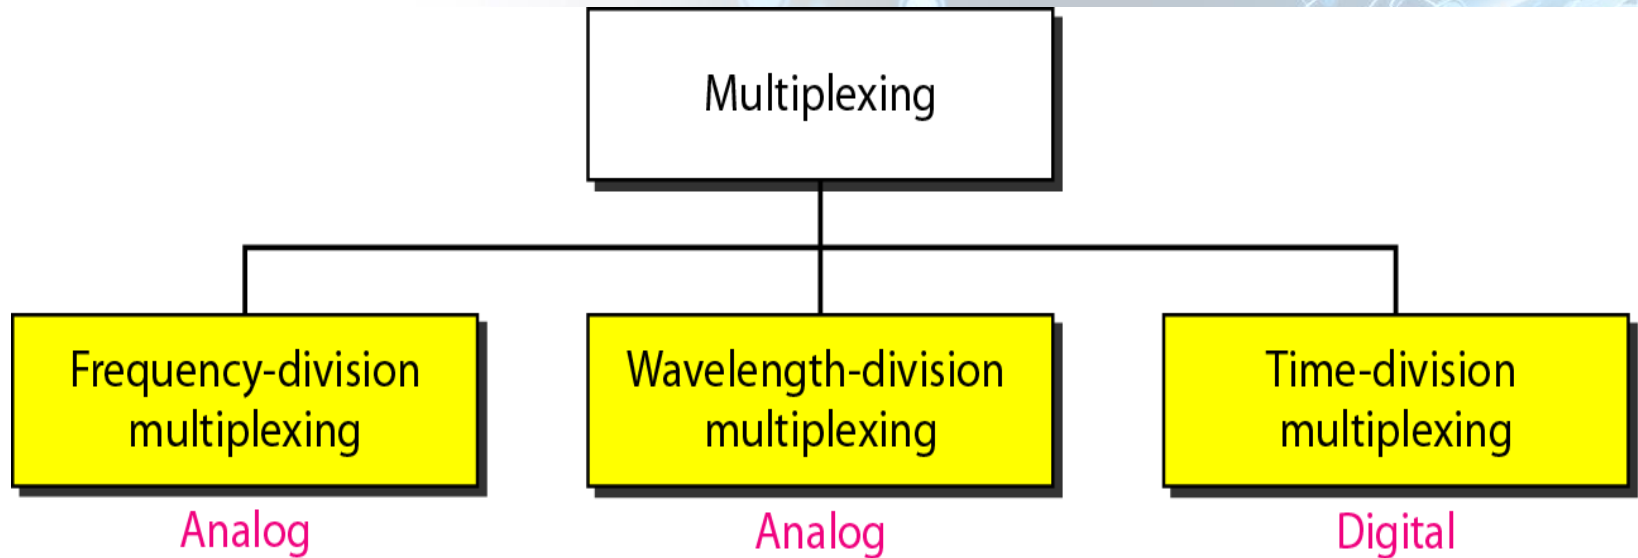 Multiplexing
Frequency-division
multiplexing
Wavelength-division
multiplexing
Time-division
multiplexing
Analog
Analog
Digital